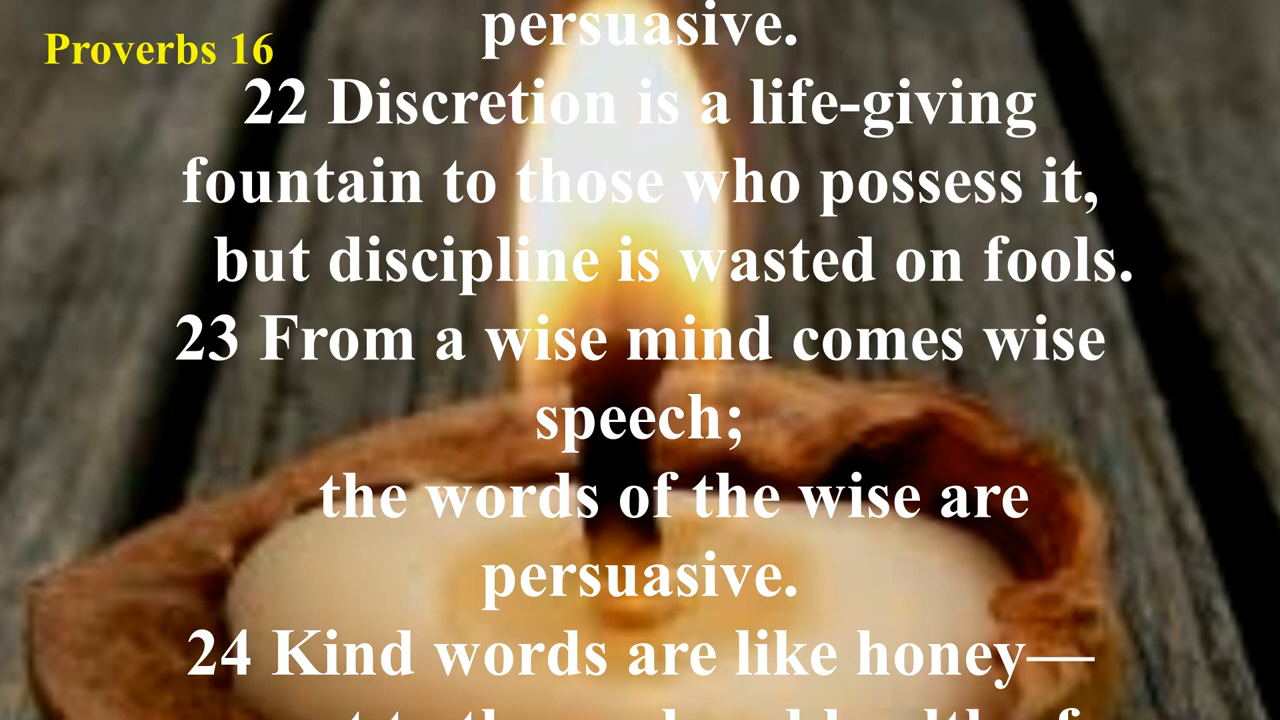 persuasive.
Proverbs 16
22 Discretion is a life-giving
fountain to those who possess it,
but discipline is wasted on fools.
23 From a wise mind comes wise
speech;
the words of the wise are
persuasive.
24 Kind words are like honey—